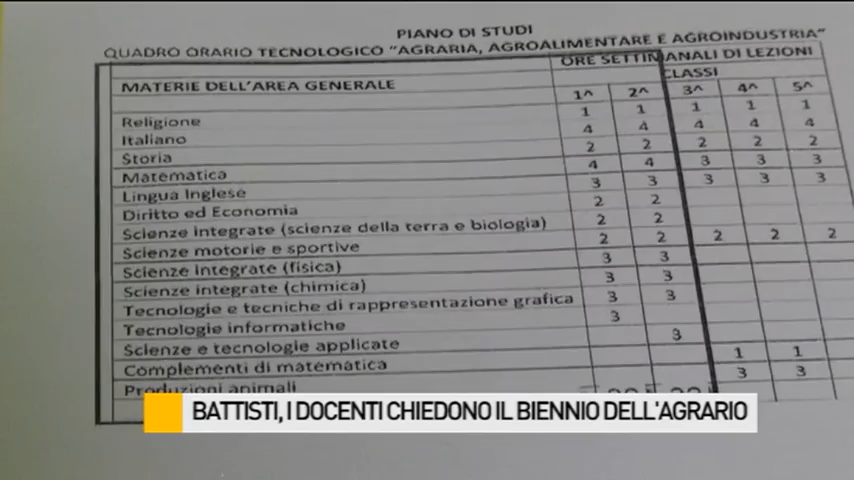 PIANO DI STUDI
QUADRO ORARIO TECNOLOGICO "AGRARIA, AGROALIMENTARE E AGROINDUSTRIA"
ORE SETTIMANALI DI LEZIONI
MATERIE DELL'AREA GENERALE CLASSI
1^ 2^ 3^ 4^ 5^
Religione 1 1 1 1 1
Italiano 4 4 4 4 4
Storia 2 2 2 2 2
Matematica 4 4 3 3 3
Lingua Inglese 3 3 3 3 3
Diritto ed Economia 2 2
Scienze integrate (scienze della terra e biologia) 2 2
Scienze motorie e sportive 2 2 2 2 2
Scienze integrate (fisica) 3 3
Scienze integrate (chimica) 3 3
Tecnologie e tecniche di rappresentazione grafica 3 3
Tecnologie informatiche 3
Scienze e tecnologie applicate 3
Complementi di matematica 1 1
Produzioni animali 3 3
BATTISTI, I DOCENTI CHIEDONO IL BIENNIO DELL'AGRARIO